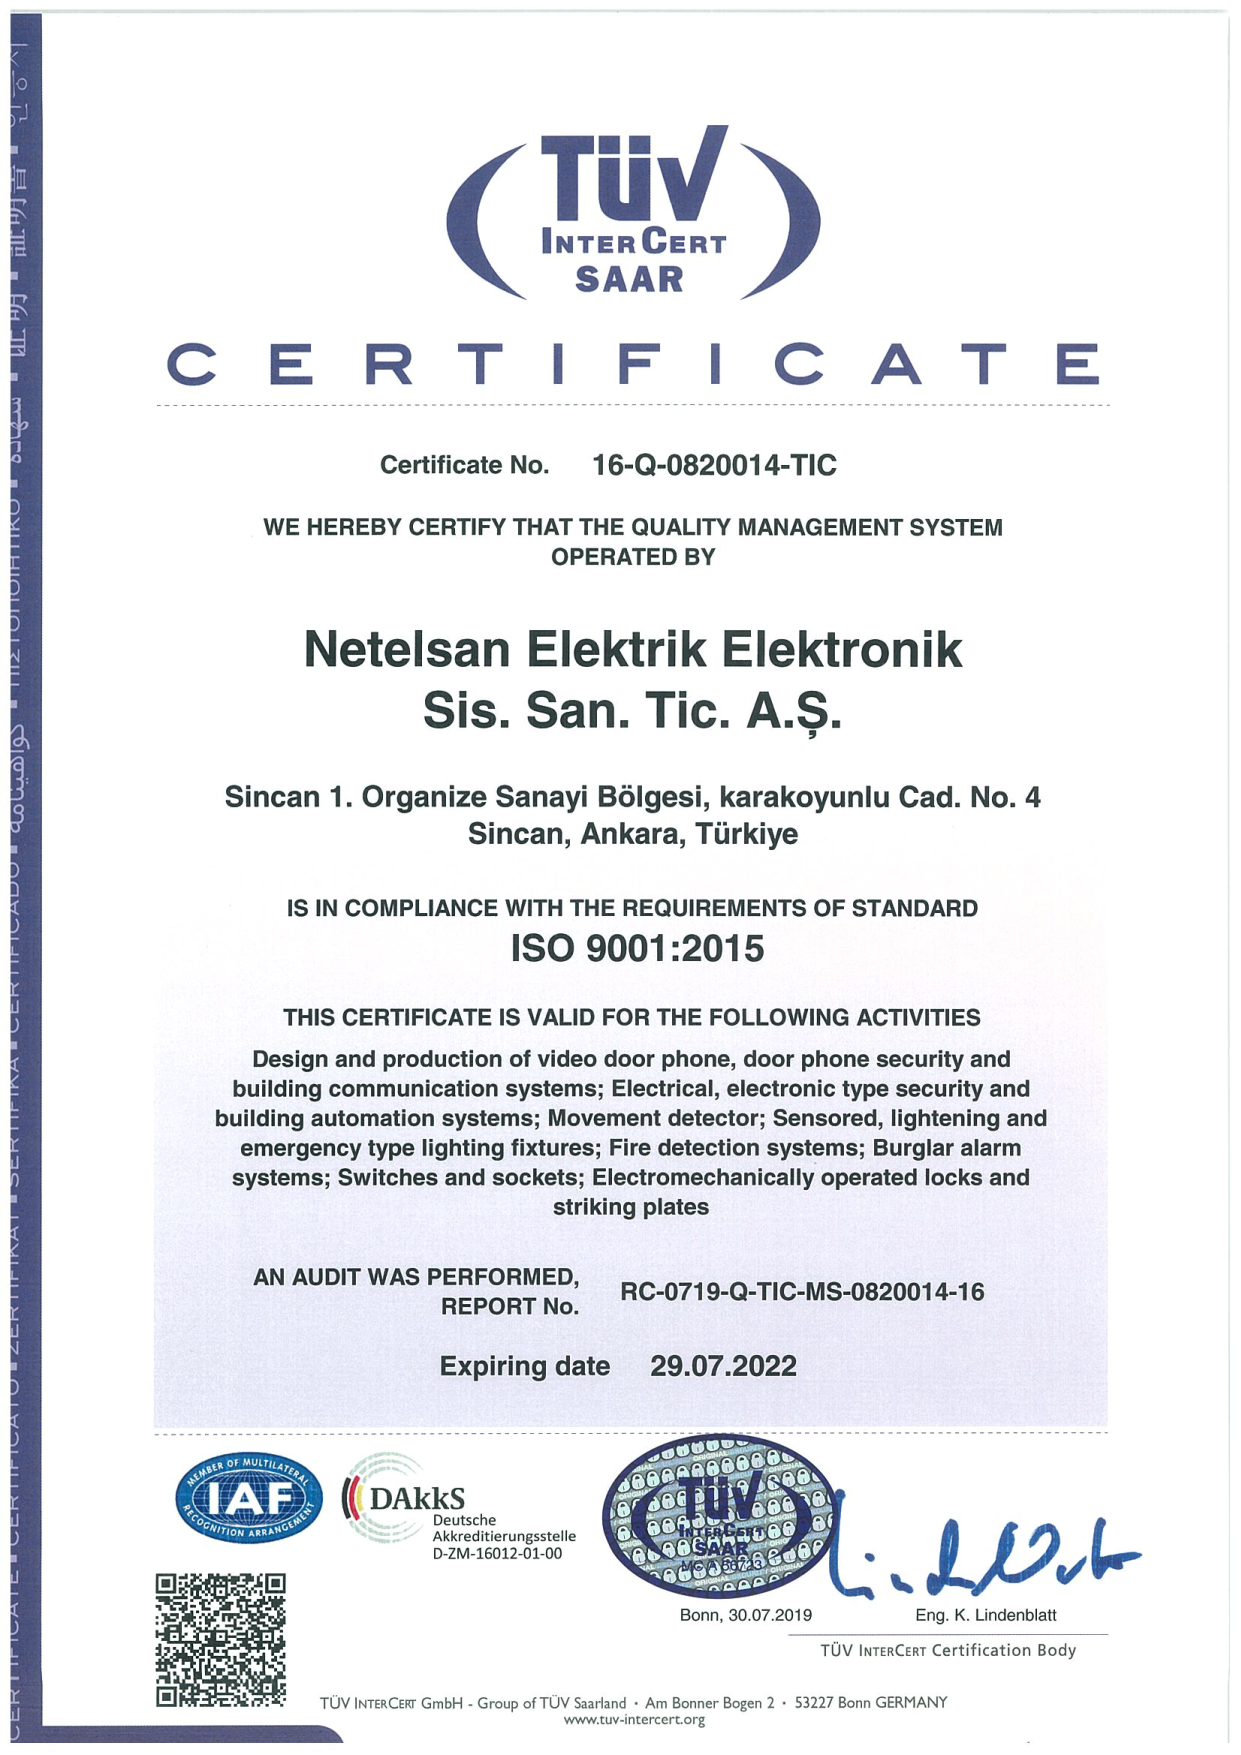 TÜV
INTERCERT
SAAR
CERTIFICATE
Certificate No. 16-Q-0820014-TIC
WE HEREBY CERTIFY THAT THE QUALITY MANAGEMENT SYSTEM
OPERATED BY
Netelsan Elektrik Elektronik
Sis. San. Tic. A.Ş.
Sincan 1. Organize Sanayi Bölgesi, karakoyunlu Cad. No. 4
Sincan, Ankara, Türkiye
IS IN COMPLIANCE WITH THE REQUIREMENTS OF STANDARD
ISO 9001:2015
THIS CERTIFICATE IS VALID FOR THE FOLLOWING ACTIVITIES
Design and production of video door phone, door phone security and
building communication systems; Electrical, electronic type security and
building automation systems; Movement detector; Sensored, lightening and
emergency type lighting fixtures; Fire detection systems; Burglar alarm
systems; Switches and sockets; Electromechanically operated locks and
striking plates
AN AUDIT WAS PERFORMED,
REPORT No. RC-0719-Q-TIC-MS-0820014-16
Expiring date 29.07.2022
MEMBER OF MULTILATERAL
IAF
RECOGNITION ARRANGEMENT
DAkkS
Deutsche
Akkreditierungsstelle
D-ZM-16012-01-00
TÜV
INTERCERT
SAAR
Bonn, 30.07.2019
Eng. K. Lindenblatt
TÜV INTERCERT Certification Body
TÜV INTERCERT GmbH - Group of TÜV Saarland · Am Bonner Bogen 2 · 53227 Bonn GERMANY
www.tuv-intercert.org
CERTIFICATE ■ CERTIFICATO ■ ZERTIFIKAT ■ SERTIFIKA ■ CERTIFICADO ■ گواهینامه ■ ΠΙΣΤΟΠΟΙΗΤΙΚΟ ■ شهادة ■ 证明 ■ 証明書 ■